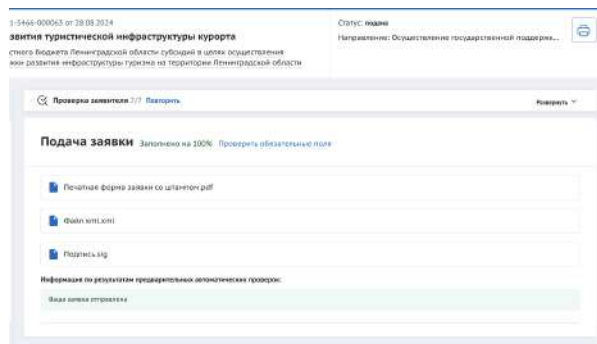 1-5466-000063 от 28.08.2024
звития туристической инфраструктуры курорта
стного бюджета Ленинградской области субсидий в целях осуществления
жки развития инфраструктуры туризма на территории Ленинградской области
Статус: подана
Направление: Осуществление государственной поддержк...
Проверка заявителя 7/7 Повторить
Развернуть
Подача заявки Заполнено на 100% Проверить обязательные поля
Печатная форма заявки со штампом.pdf
Файл xml.xml
Подпись.sig
Информация по результатам предварительных автоматических проверок:
Ваша заявка отправлена